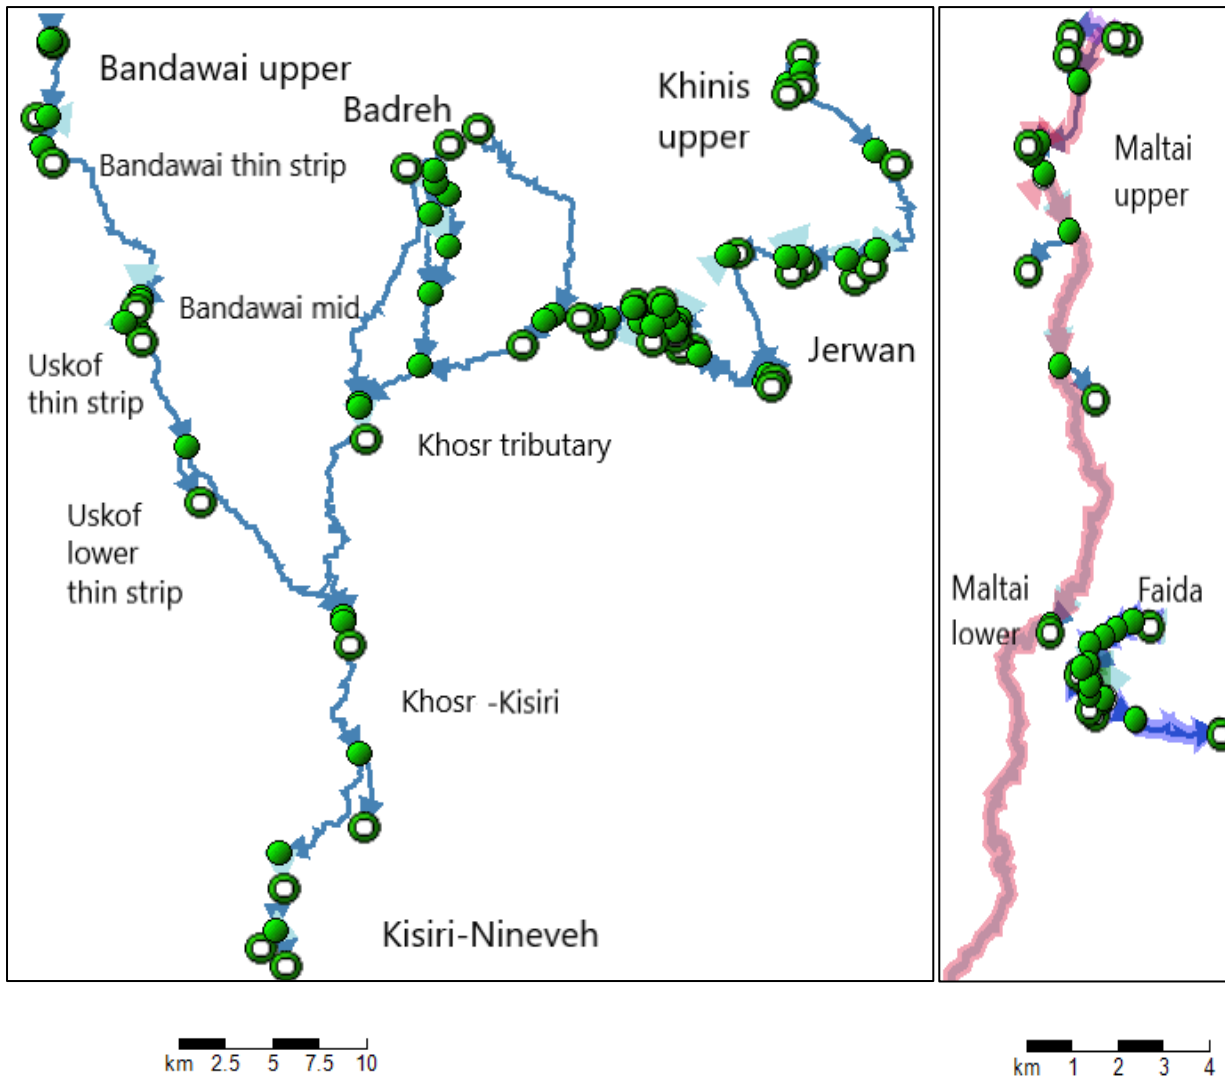 Bandawai upper
Badreh
Khinis
upper
Bandawai thin strip
Bandawai mid
Uskof
thin strip
Jerwan
Khosr tributary
Uskof
lower
thin strip
Khosr -Kisiri
Kisiri-Nineveh
km 2.5 5 7.5 10
Maltai
upper
Maltai
lower
Faida
km 1 2 3 4